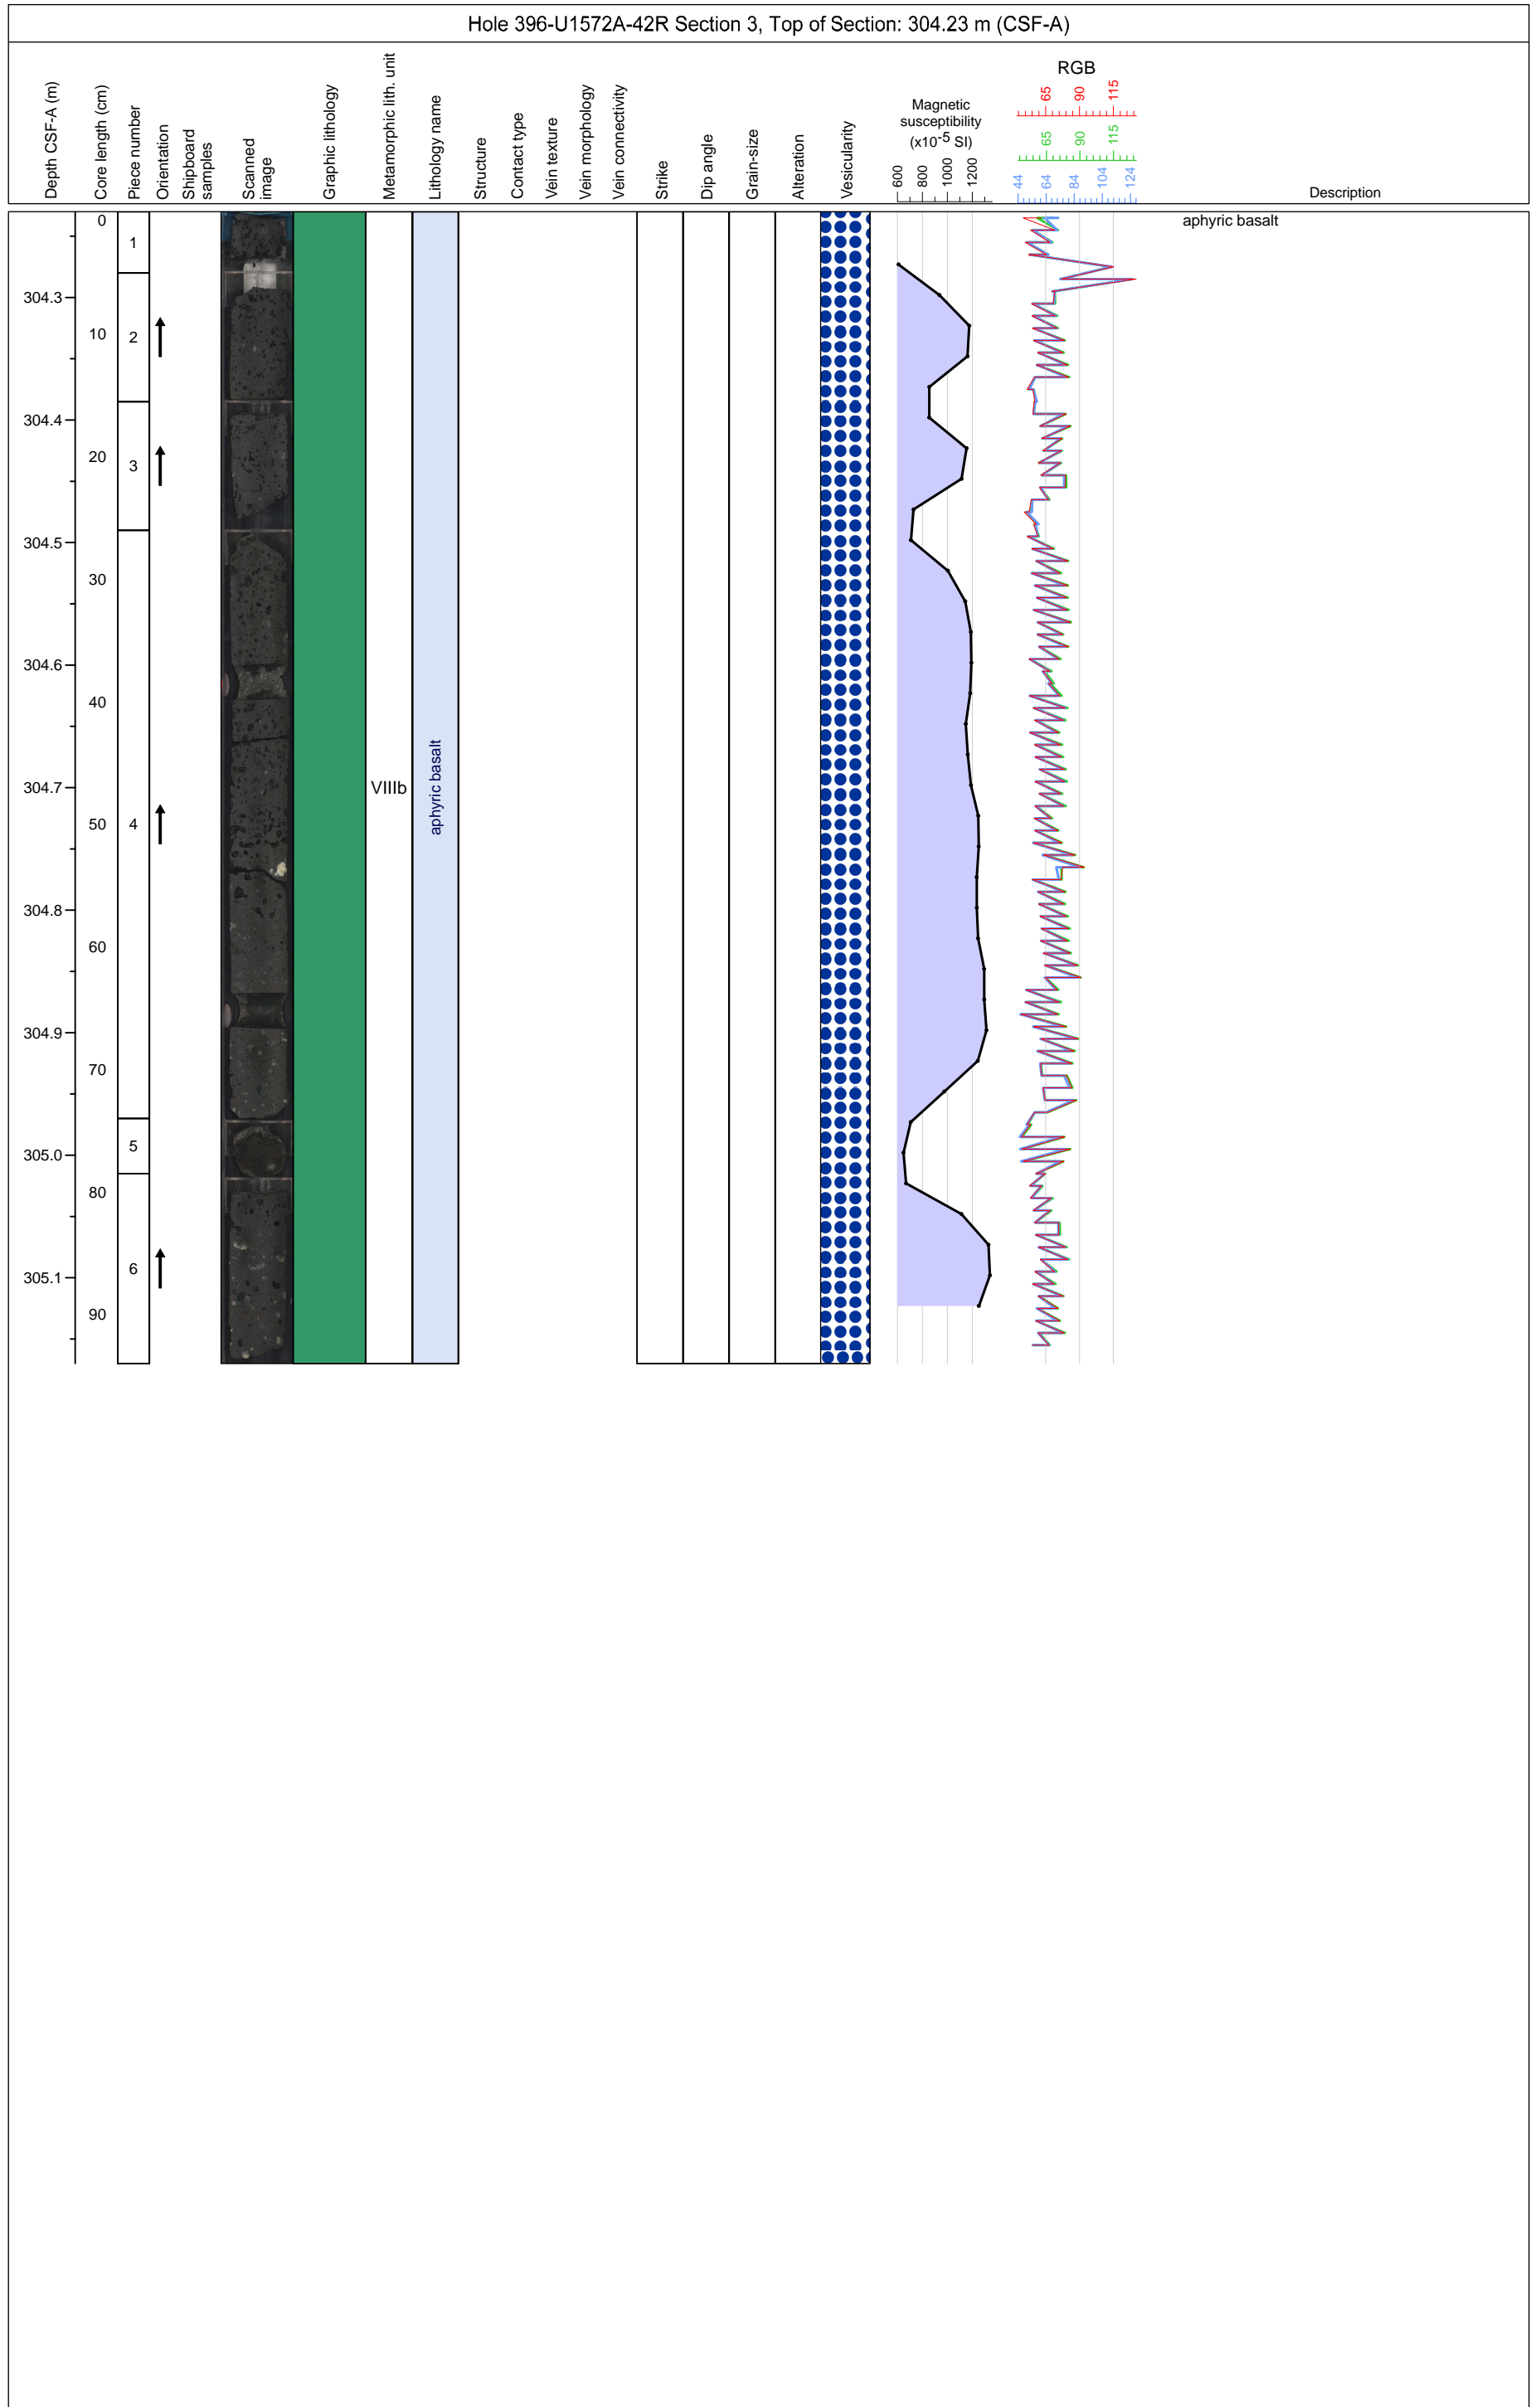 Hole 396-U1572A-42R Section 3, Top of Section: 304.23 m (CSF-A)
Depth CSF-A (m)
Core length (cm)
Piece number
Orientation
Shipboard
samples
Scanned
image
Graphic lithology
Metamorphic lith. unit
Lithology name
Structure
Contact type
Vein texture
Vein morphology
Vein connectivity
Strike
Dip angle
Grain-size
Alteration
Vesicularity
Magnetic
susceptibility
(x10-5 SI)
600 800 1000 1200
RGB
65 90 115
65 90 115
44 64 84 104 124
Description
0
1
aphyric basalt
304.3
10
2
304.4
20
3
304.5
30
304.6
40
304.7
VIIIb
aphyric basalt
50
4
304.8
60
304.9
70
5
305.0
80
6
305.1
90